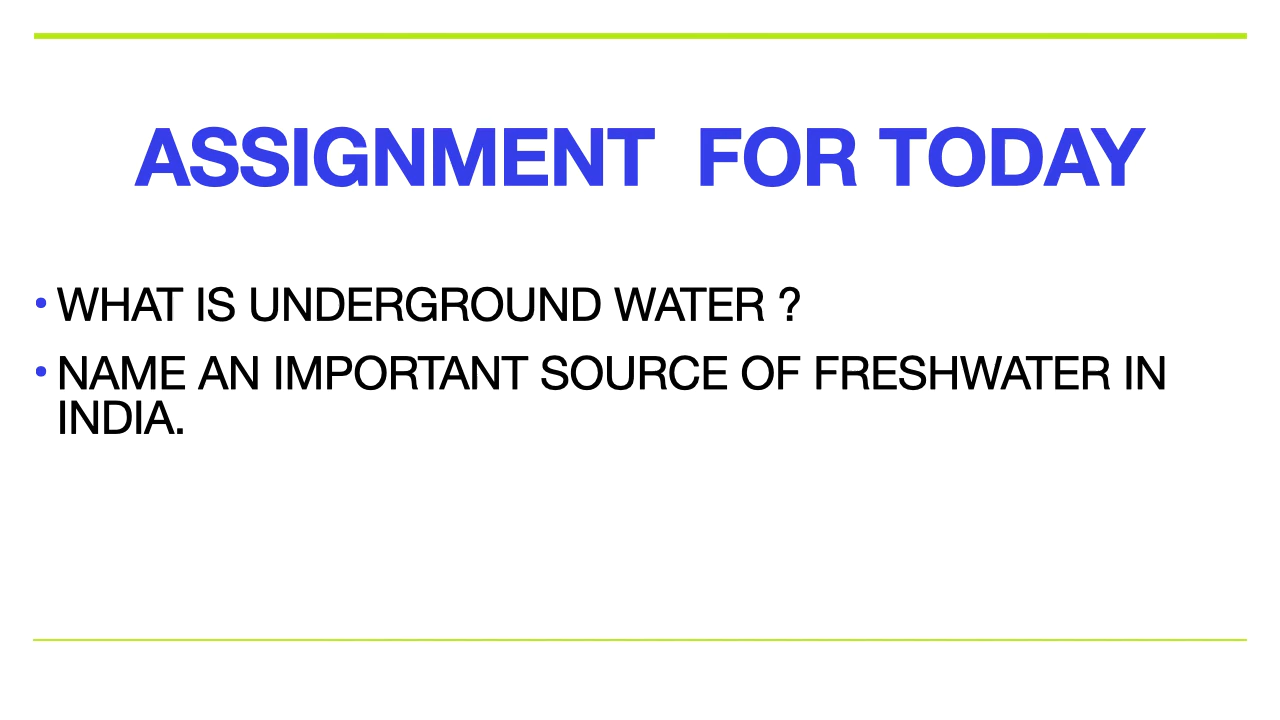 ASSIGNMENT  FOR TODAY
• WHAT IS UNDERGROUND WATER ?
• NAME AN IMPORTANT SOURCE OF FRESHWATER IN
INDIA.